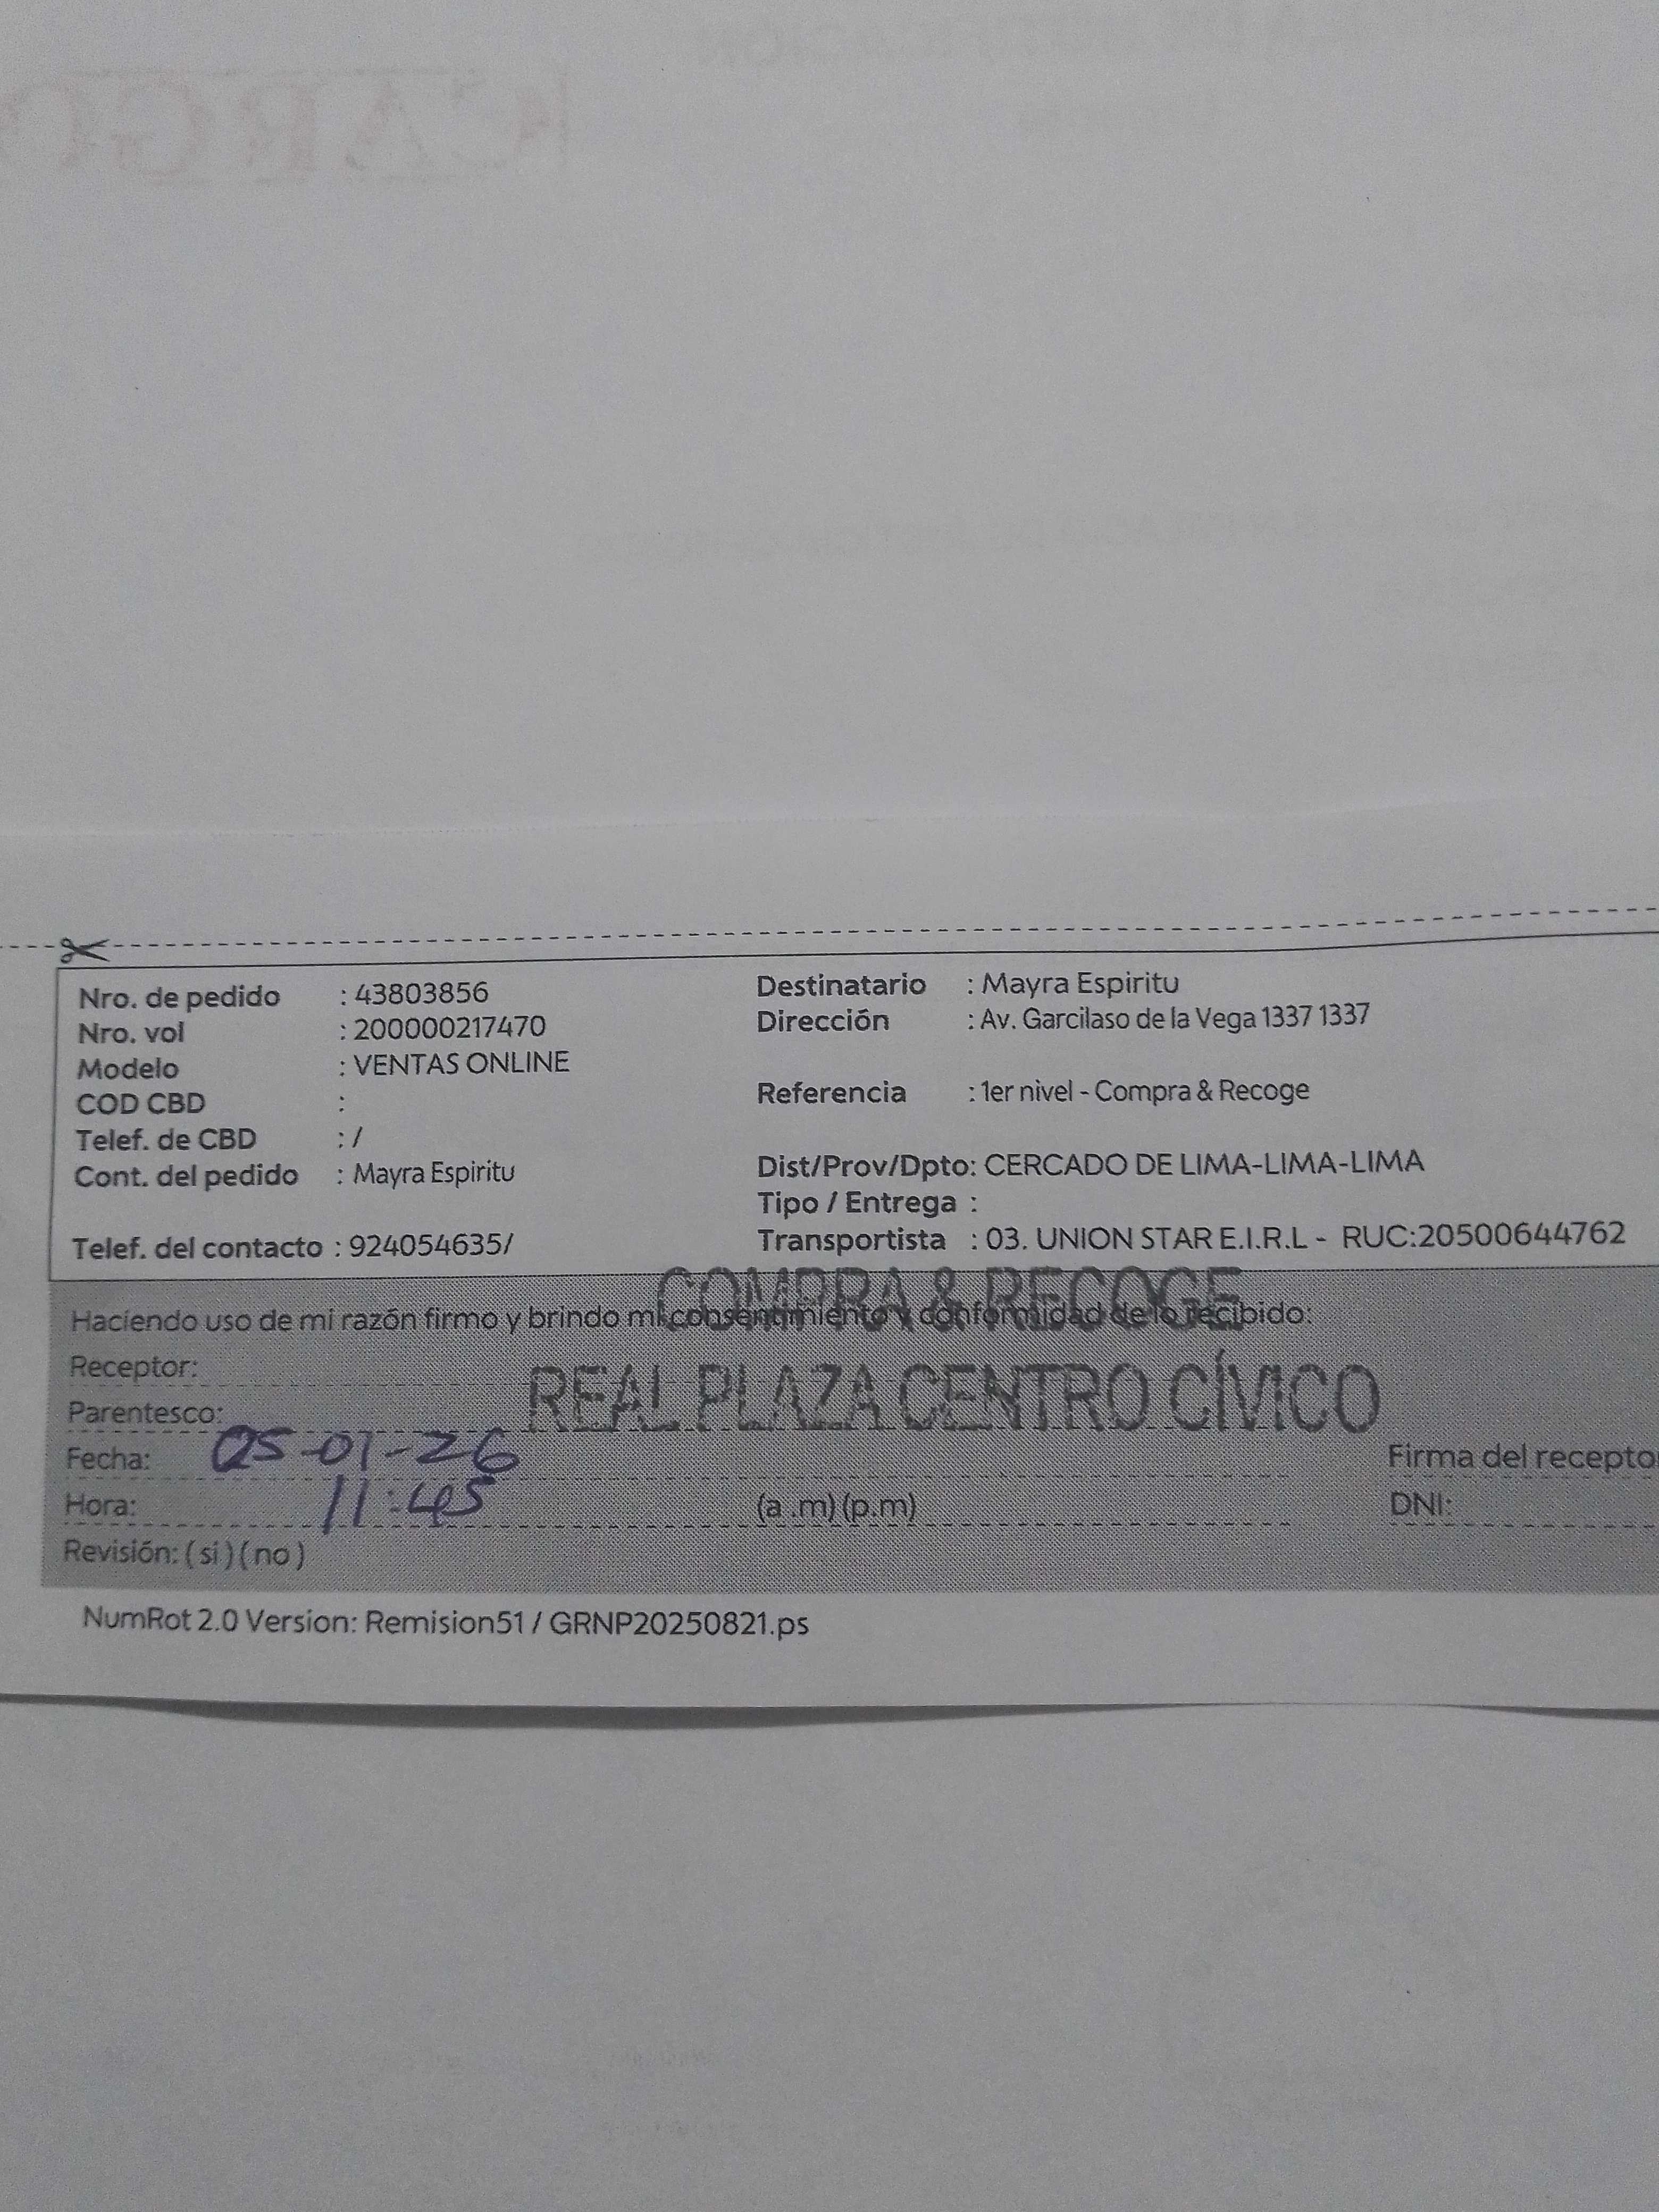 Nro. de pedido : 43803856
Nro. vol : 200000217470
Modelo : VENTAS ONLINE
COD CBD :
Telef. de CBD : /
Cont. del pedido : Mayra Espiritu
Telef. del contacto : 924054635/
Destinatario : Mayra Espiritu
Dirección : Av. Garcilaso de la Vega 1337 1337
Referencia : 1er nivel - Compra & Recoge
Dist/Prov/Dpto: CERCADO DE LIMA-LIMA-LIMA
Tipo / Entrega :
Transportista : 03. UNION STAR E.I.R.L - RUC:20500644762
COMPRA & RECOGE
Haciendo uso de mi razón firmo y brindo mi consentimiento y conformidad de lo recibido:
REAL PLAZA CENTRO CÍVICO
Receptor:
Parentesco:
Fecha: 05-01-26
Hora: 11:45 (a .m) (p.m)
Revisión: ( si ) ( no )
Firma del recepto
DNI:
NumRot 2.0 Version: Remision51 / GRNP20250821.ps